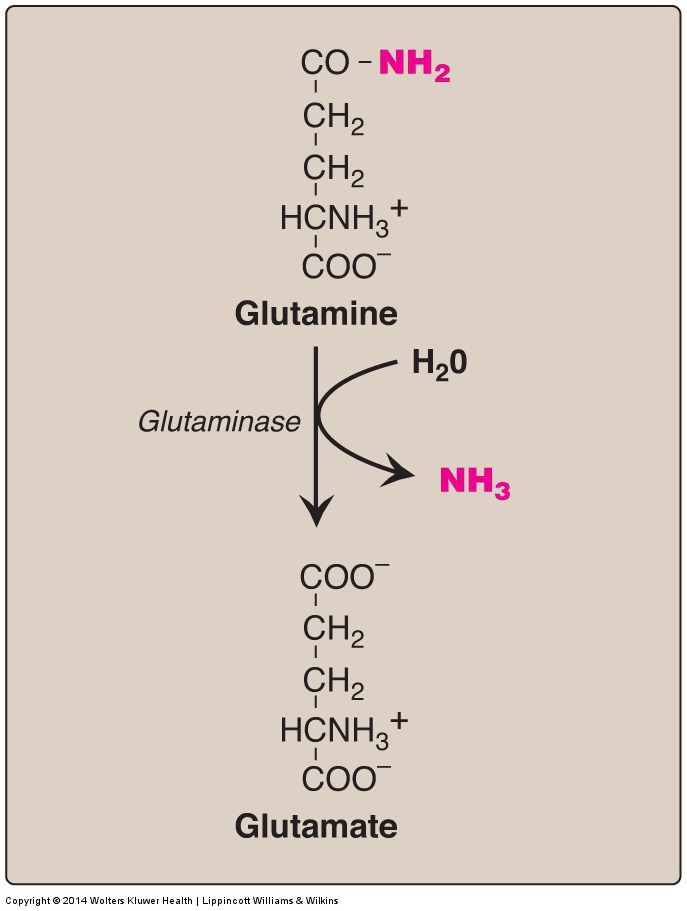 CO – NH₂
CH₂
CH₂
HCNH₃⁺
COO⁻
Glutamine
H₂0
Glutaminase
NH₃
COO⁻
CH₂
CH₂
HCNH₃⁺
COO⁻
Glutamate
Copyright © 2014 Wolters Kluwer Health | Lippincott Williams & Wilkins